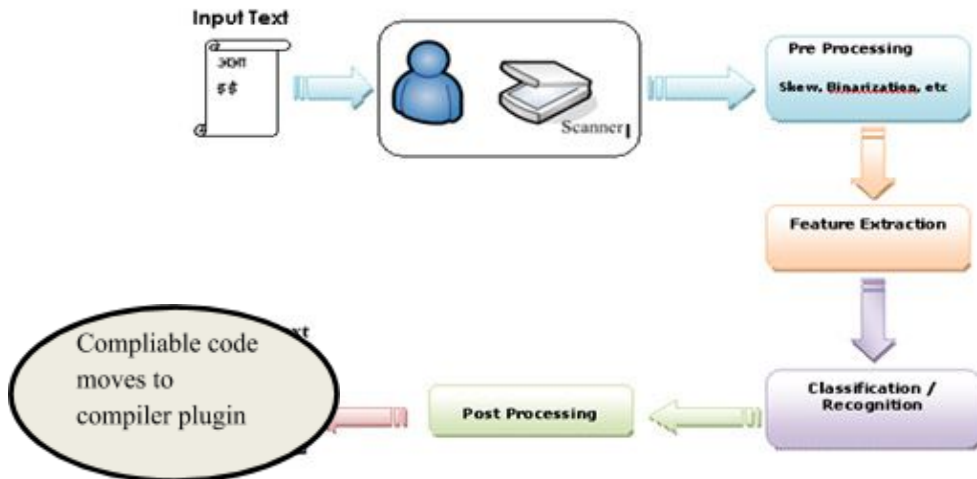 Input Text
Scanner
Pre Processing
Skew, Binarization, etc
Feature Extraction
Classification /
Recognition
Post Processing
Compliable code
moves to
compiler plugin